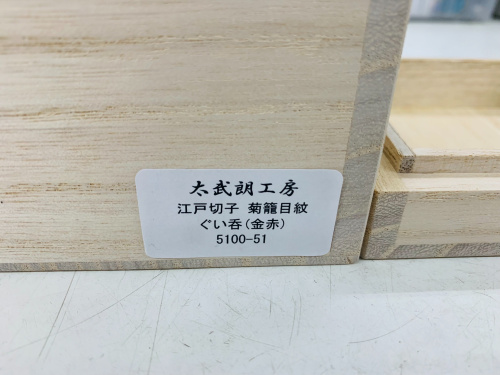 太武朗工房
江戸切子 菊籠目紋
ぐい呑(金赤)
5100-51